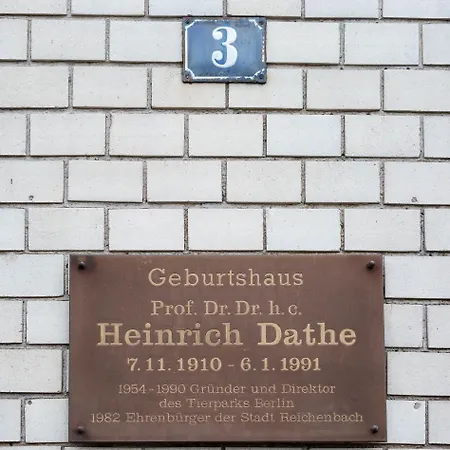 3
Geburtshaus
Prof. Dr. Dr. h. c.
Heinrich Dathe
7. 11. 1910 - 6. 1. 1991
1954-1990 Gründer und Direktor
des Tierparks Berlin
1982 Ehrenbürger der Stadt Reichenbach